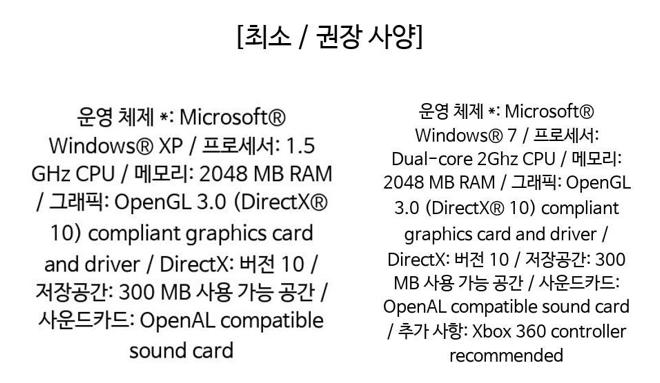 [최소 / 권장 사양]
운영 체제 *: Microsoft®
Windows® XP / 프로세서: 1.5
GHz CPU / 메모리: 2048 MB RAM
/ 그래픽: OpenGL 3.0 (DirectX®
10) compliant graphics card
and driver / DirectX: 버전 10 /
저장공간: 300 MB 사용 가능 공간 /
사운드카드: OpenAL compatible
sound card
운영 체제 *: Microsoft®
Windows® 7 / 프로세서:
Dual-core 2Ghz CPU / 메모리:
2048 MB RAM / 그래픽: OpenGL
3.0 (DirectX® 10) compliant
graphics card and driver /
DirectX: 버전 10 / 저장공간: 300
MB 사용 가능 공간 / 사운드카드:
OpenAL compatible sound card
/ 추가 사항: Xbox 360 controller
recommended